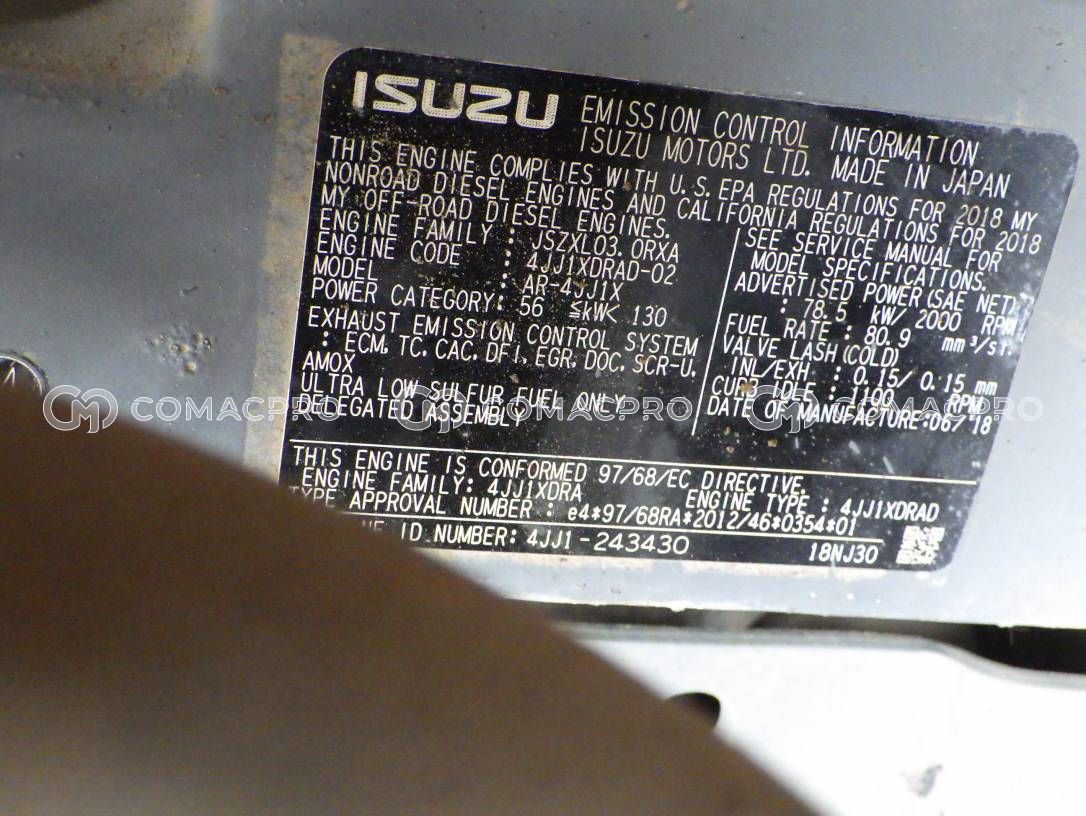 ISUZU EMISSION CONTROL INFORMATION
ISUZU MOTORS LTD. MADE IN JAPAN
THIS ENGINE COMPLIES WITH U.S.EPA REGULATIONS FOR 2018 MY
NONROAD DIESEL ENGINES AND CALIFORNIA REGULATIONS FOR 2018
MY OFF-ROAD DIESEL ENGINES.
ENGINE FAMILY : JSZXL03.0RXA
ENGINE CODE : 4JJ1XDRAD-02
MODEL : AR-4JJ1X
POWER CATEGORY: 56 ≦kW< 130
EXHAUST EMISSION CONTROL SYSTEM
: ECM, TC, CAC, DFI, EGR, DOC, SCR-U,
AMOX
ULTRA LOW SULFUR FUEL ONLY
DELEGATED ASSEMBLY
SEE SERVICE MANUAL FOR
MODEL SPECIFICATIONS.
ADVERTISED POWER(SAE NET)
: 78.5 kW/ 2000 RPM
FUEL RATE : 80.9 mm³/st
VALVE LASH(COLD)
INL/EXH : 0.15/ 0.15 mm
CURB IDLE : 1100 RPM
DATE OF MANUFACTURE:06/'18
COMACPRO COMACPRO COMACPRO COMACPRO
THIS ENGINE IS CONFORMED 97/68/EC DIRECTIVE.
ENGINE FAMILY: 4JJ1XDRA ENGINE TYPE : 4JJ1XDRAD
TYPE APPROVAL NUMBER : e4*97/68RA*2012/46*0354*01
ID NUMBER: 4JJ1-243430 18NJ30